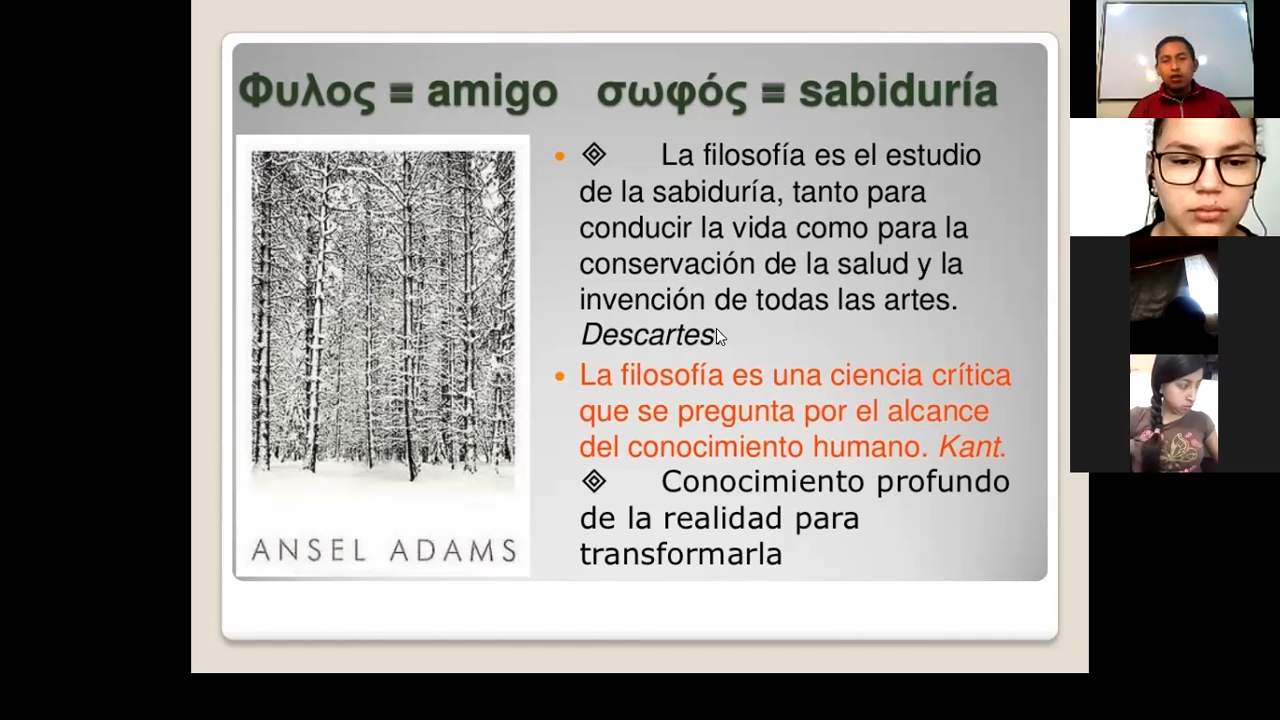 Φυλος ≡ amigo σωφός ≡ sabiduría
ANSEL ADAMS
• ◈ La filosofía es el estudio
de la sabiduría, tanto para
conducir la vida como para la
conservación de la salud y la
invención de todas las artes.
Descartes.
• La filosofía es una ciencia crítica
que se pregunta por el alcance
del conocimiento humano. Kant.
◈ Conocimiento profundo
de la realidad para
transformarla